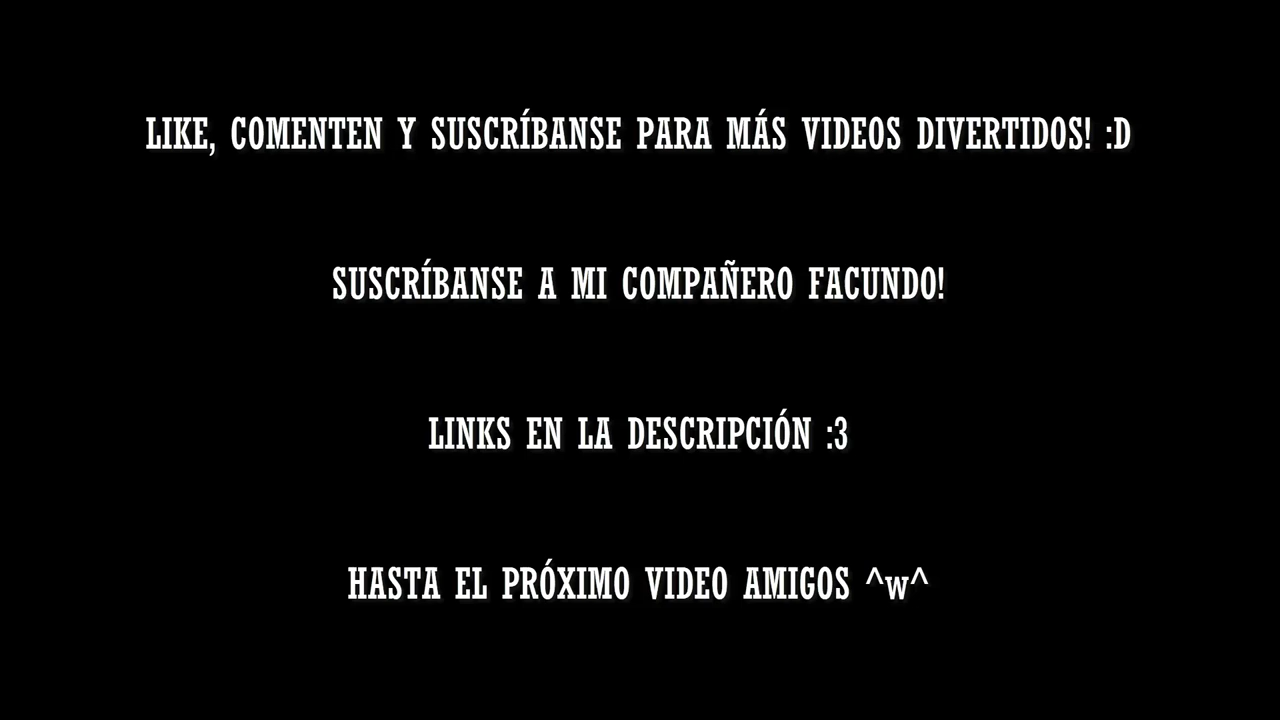 LIKE, COMENTEN Y SUSCRÍBANSE PARA MÁS VIDEOS DIVERTIDOS! :D
SUSCRÍBANSE A MI COMPAÑERO FACUNDO!
LINKS EN LA DESCRIPCIÓN :3
HASTA EL PRÓXIMO VIDEO AMIGOS ^w^